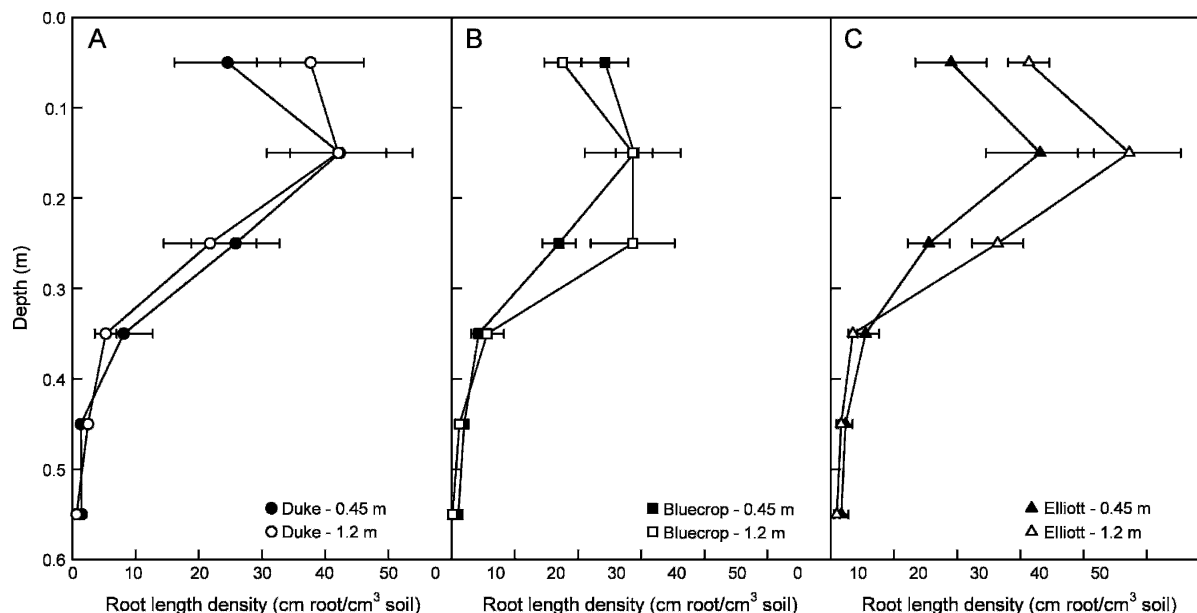 A
B
C
0.0
0.1
0.2
0.3
0.4
0.5
0.6
Depth (m)
Duke - 0.45 m
Duke - 1.2 m
Bluecrop - 0.45 m
Bluecrop - 1.2 m
Elliott - 0.45 m
Elliott - 1.2 m
0 10 20 30 40 0 10 20 30 40 0 10 20 30 40 50
Root length density (cm root/cm³ soil) Root length density (cm root/cm³ soil) Root length density (cm root/cm³ soil)